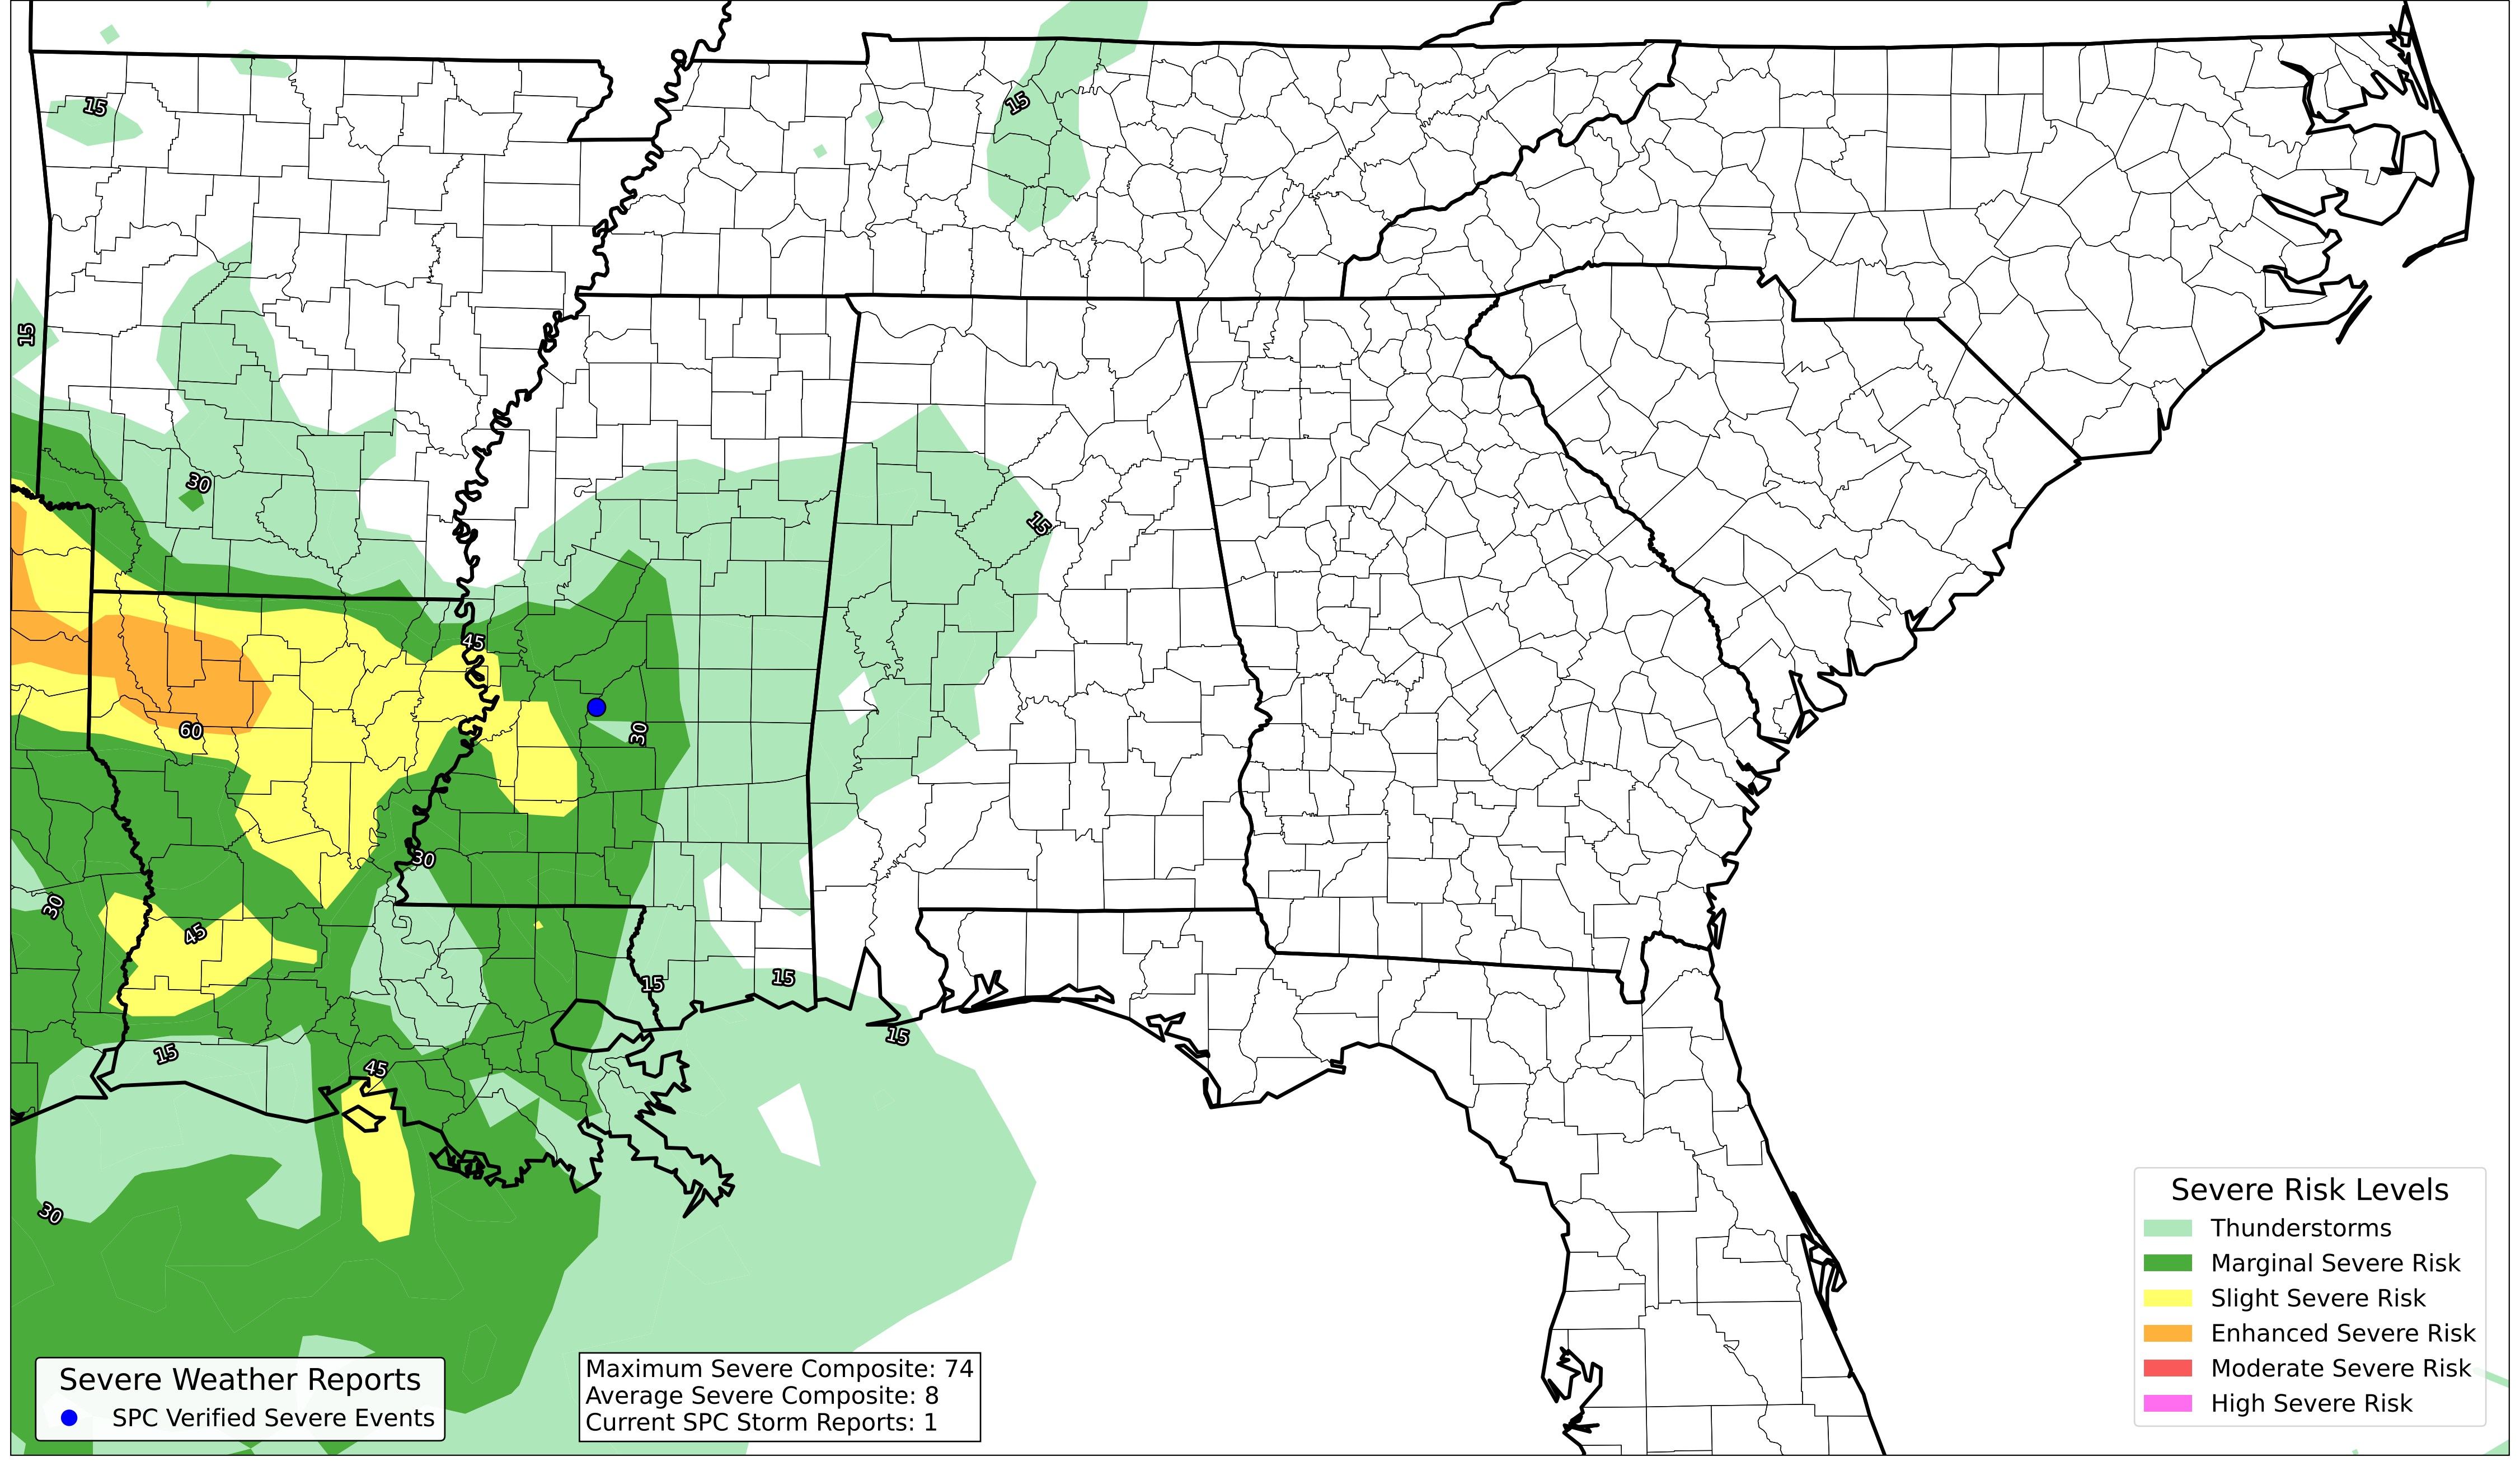 15
15
15
30
15
45
60
30
30
30
45
15
15
15
15
45
30
Severe Weather Reports
SPC Verified Severe Events
Maximum Severe Composite: 74
Average Severe Composite: 8
Current SPC Storm Reports: 1
Severe Risk Levels
Thunderstorms
Marginal Severe Risk
Slight Severe Risk
Enhanced Severe Risk
Moderate Severe Risk
High Severe Risk